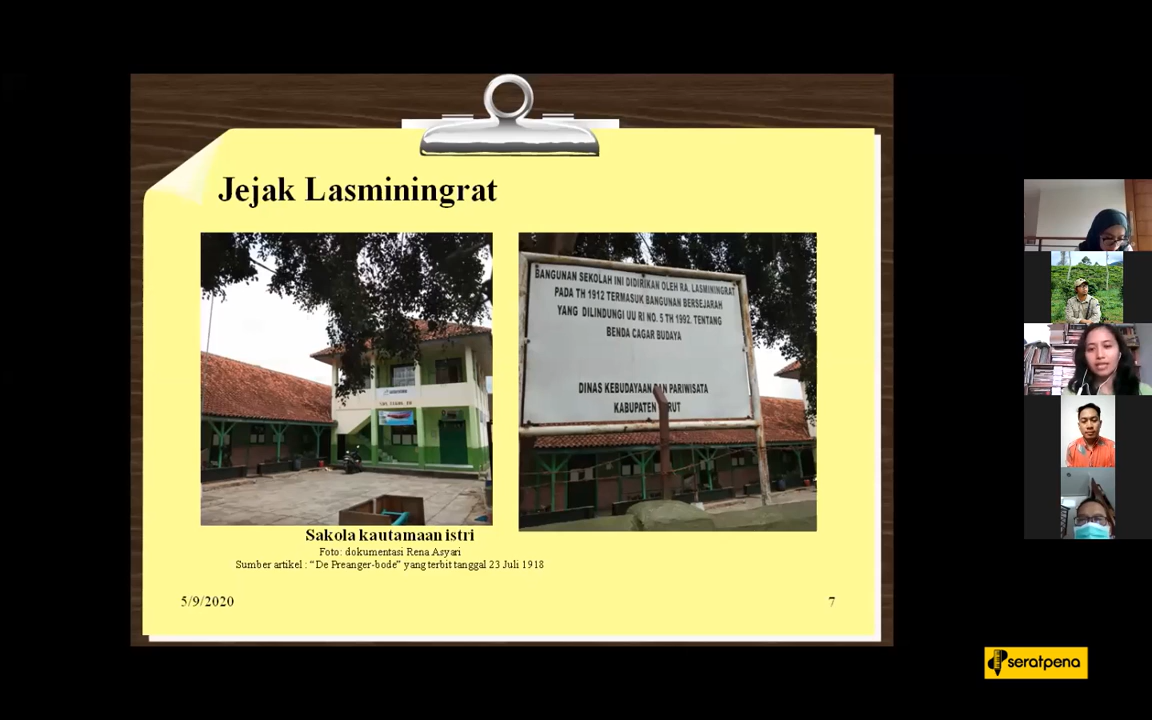 Jejak Lasminingrat
BANGUNAN SEKOLAH INI DIDIRIKAN OLEH RA. LASMININGRAT
PADA TH 1912 TERMASUK BANGUNAN BERSEJARAH
YANG DILINDUNGI UU RI NO. 5 TH 1992. TENTANG
BENDA CAGAR BUDAYA
DINAS KEBUDAYAAN DAN PARIWISATA
KABUPATEN
Sakola kautamaan istri
Foto: dokumentasi Rena Asyari
Sumber artikel : “De Preanger-bode” yang terbit tanggal 23 Juli 1918
5/9/2020
7
seratpena